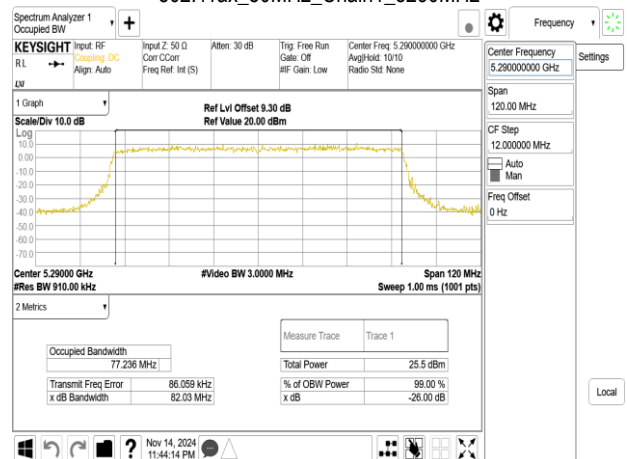 Spectrum Analyzer 1
Occupied BW
KEYSIGHT
RL
Input: RF
Coupling: DC
Align: Auto
Input Z: 50 Ω
Corr CCorr
Freq Ref: Int (S)
Atten: 30 dB
Trig: Free Run
Gate: Off
#IF Gain: Low
Center Freq: 5.290000000 GHz
Avg|Hold: 10/10
Radio Std: None
1 Graph
Scale/Div 10.0 dB
Ref Lvl Offset 9.30 dB
Ref Value 20.00 dBm
Log
10.0
0.00
-10.0
-20.0
-30.0
-40.0
-50.0
-60.0
-70.0
Center 5.29000 GHz
#Res BW 910.00 kHz
#Video BW 3.0000 MHz
Span 120 MHz
Sweep 1.00 ms (1001 pts)
2 Metrics
Measure Trace Trace 1
Occupied Bandwidth
77.236 MHz
Total Power 25.5 dBm
Transmit Freq Error 86.059 kHz
% of OBW Power 99.00 %
x dB Bandwidth 82.03 MHz
x dB -26.00 dB
Nov 14, 2024
11:44:14 PM
Frequency
Center Frequency
5.290000000 GHz
Settings
Span
120.00 MHz
CF Step
12.000000 MHz
Auto
Man
Freq Offset
0 Hz
Local